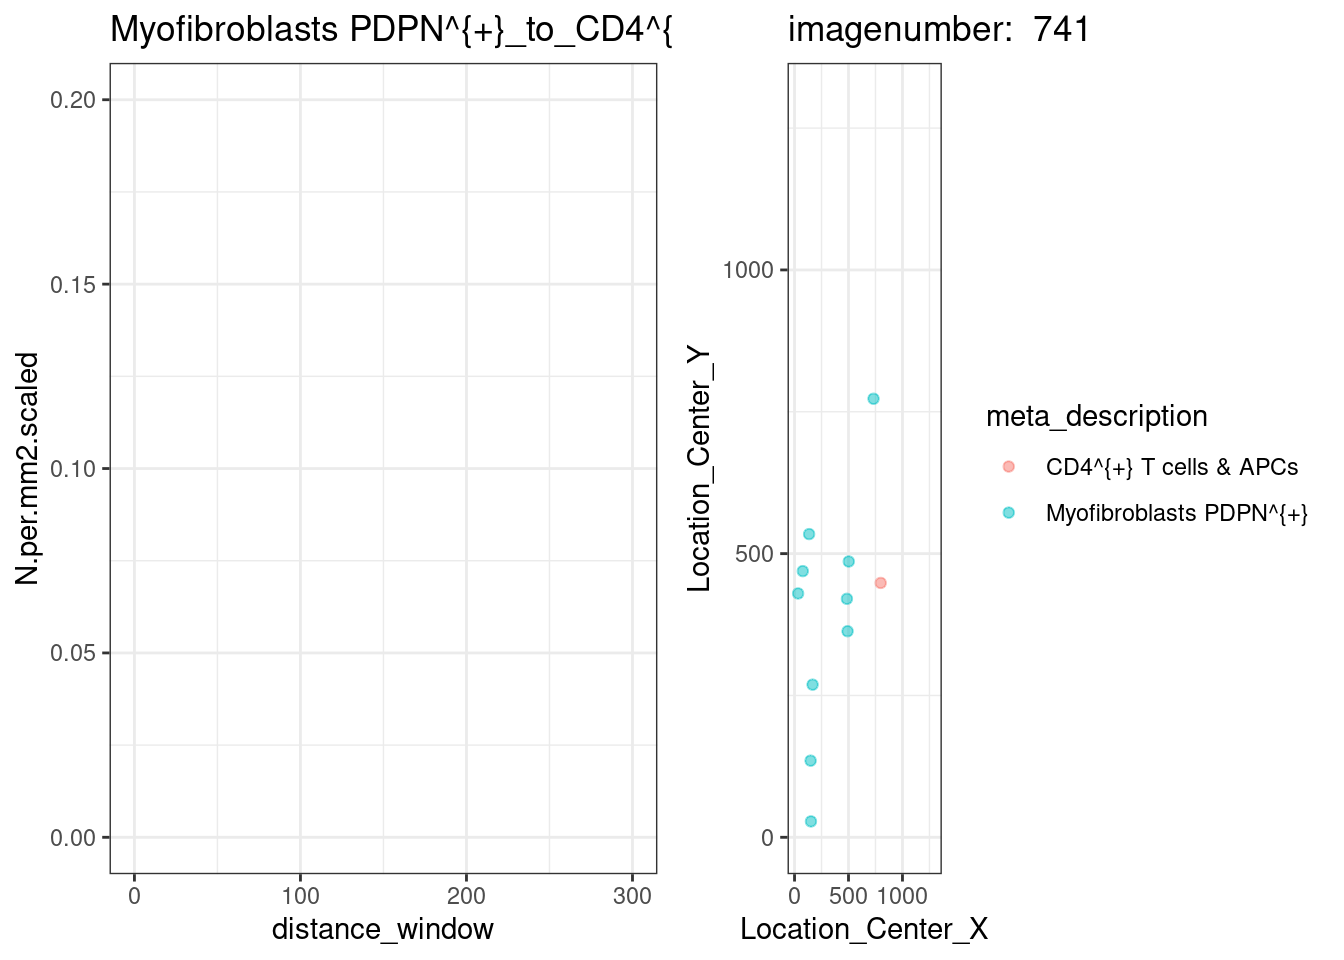 Myofibroblasts PDPN^{+}_to_CD4^{
N.per.mm2.scaled
0.20
0.15
0.10
0.05
0.00
0 100 200 300
distance_window
imagenumber:  741
Location_Center_Y
1000
500
0
0 500 1000
Location_Center_X
meta_description
CD4^{+} T cells & APCs
Myofibroblasts PDPN^{+}